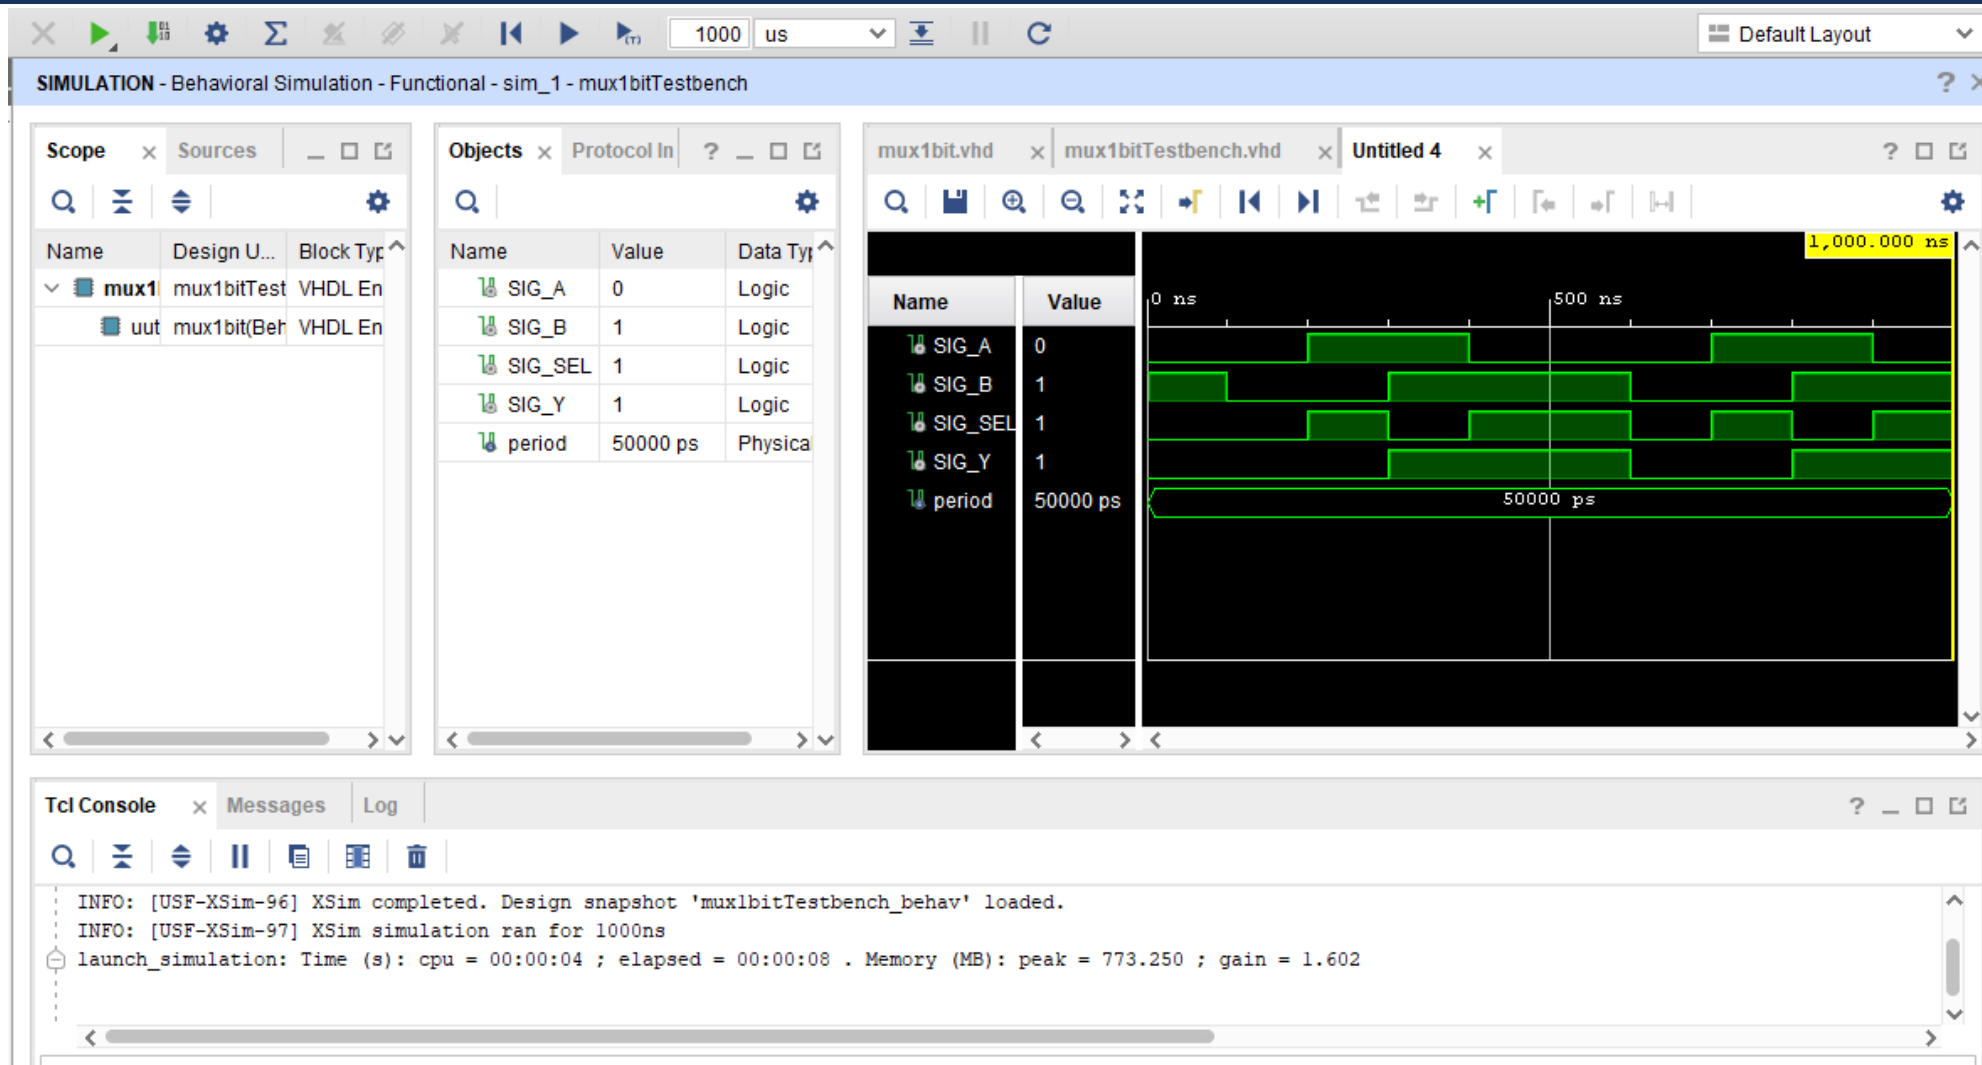 1000 us
Default Layout
SIMULATION - Behavioral Simulation - Functional - sim_1 - mux1bitTestbench
Scope Sources
Objects Protocol In
mux1bit.vhd mux1bitTestbench.vhd Untitled 4
Name Design U... Block Typ
mux1 mux1bitTest VHDL En
uut mux1bit(Beh VHDL En
Name Value Data Typ
SIG_A 0 Logic
SIG_B 1 Logic
SIG_SEL 1 Logic
SIG_Y 1 Logic
period 50000 ps Physical
1,000.000 ns
Name Value 0 ns 500 ns
SIG_A 0
SIG_B 1
SIG_SEL 1
SIG_Y 1
period 50000 ps 50000 ps
Tcl Console Messages Log
INFO: [USF-XSim-96] XSim completed. Design snapshot 'mux1bitTestbench_behav' loaded.
INFO: [USF-XSim-97] XSim simulation ran for 1000ns
launch_simulation: Time (s): cpu = 00:00:04 ; elapsed = 00:00:08 . Memory (MB): peak = 773.250 ; gain = 1.602